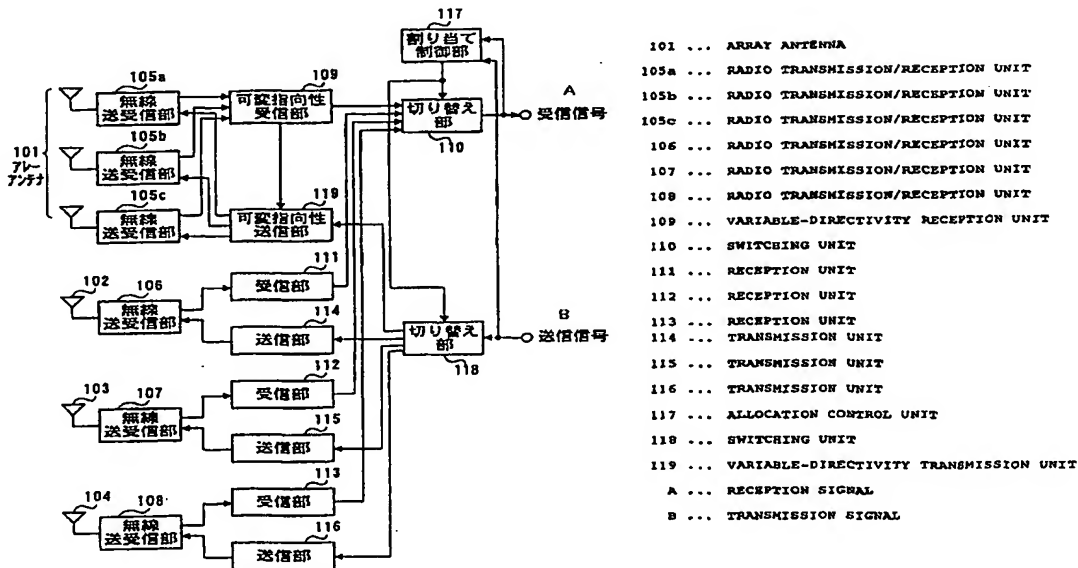 117
割り当て
制御部
105a
無線
送受信部
109
可変指向性
受信部
切り替え
部
110
A
受信信号
101
アレー
アンテナ
105b
無線
送受信部
105c
無線
送受信部
119
可変指向性
送信部
102
106
無線
送受信部
111
受信部
114
送信部
切り替え
部
118
B
送信信号
103
107
無線
送受信部
112
受信部
115
送信部
104
108
無線
送受信部
113
受信部
116
送信部
101 ... ARRAY ANTENNA
105a ... RADIO TRANSMISSION/RECEPTION UNIT
105b ... RADIO TRANSMISSION/RECEPTION UNIT
105c ... RADIO TRANSMISSION/RECEPTION UNIT
106 ... RADIO TRANSMISSION/RECEPTION UNIT
107 ... RADIO TRANSMISSION/RECEPTION UNIT
108 ... RADIO TRANSMISSION/RECEPTION UNIT
109 ... VARIABLE-DIRECTIVITY RECEPTION UNIT
110 ... SWITCHING UNIT
111 ... RECEPTION UNIT
112 ... RECEPTION UNIT
113 ... RECEPTION UNIT
114 ... TRANSMISSION UNIT
115 ... TRANSMISSION UNIT
116 ... TRANSMISSION UNIT
117 ... ALLOCATION CONTROL UNIT
118 ... SWITCHING UNIT
119 ... VARIABLE-DIRECTIVITY TRANSMISSION UNIT
A ... RECEPTION SIGNAL
B ... TRANSMISSION SIGNAL